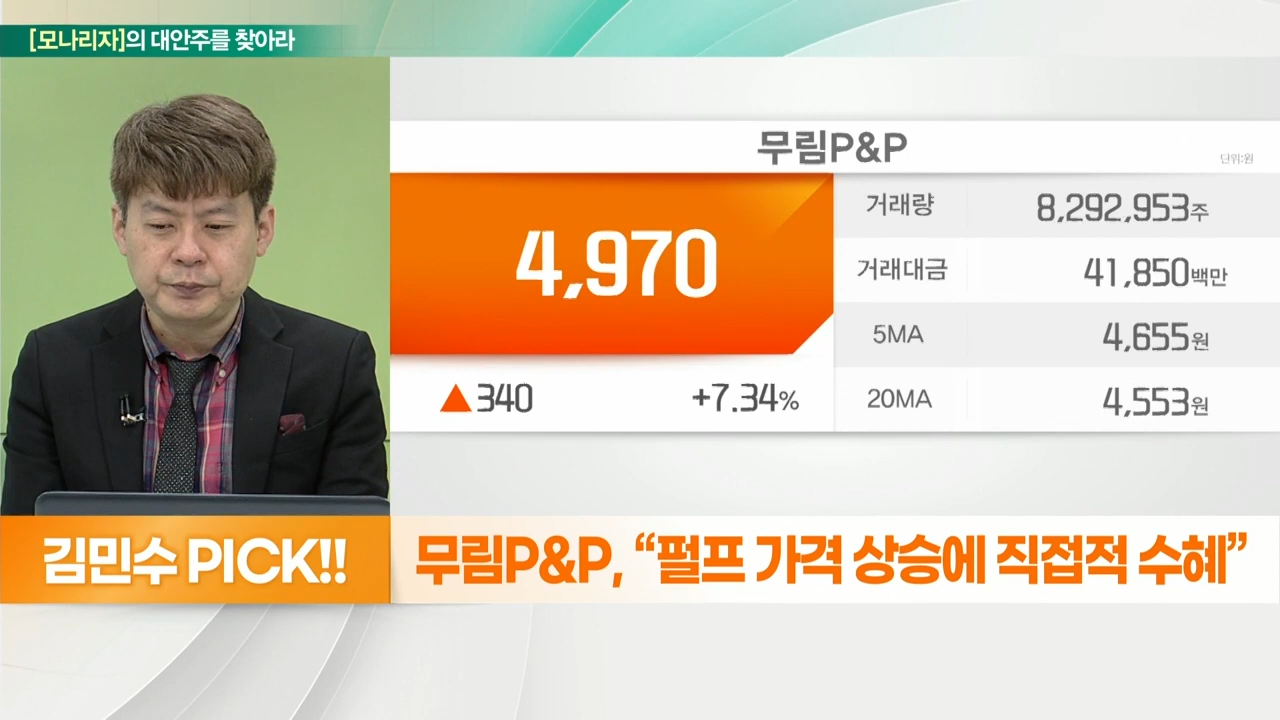 [모나리자]의 대안주를 찾아라
무림P&P
단위:원
4,970
▲340 +7.34%
거래량 8,292,953주
거래대금 41,850백만
5MA 4,655원
20MA 4,553원
김민수 PICK!!
무림P&P, “펄프 가격 상승에 직접적 수혜”